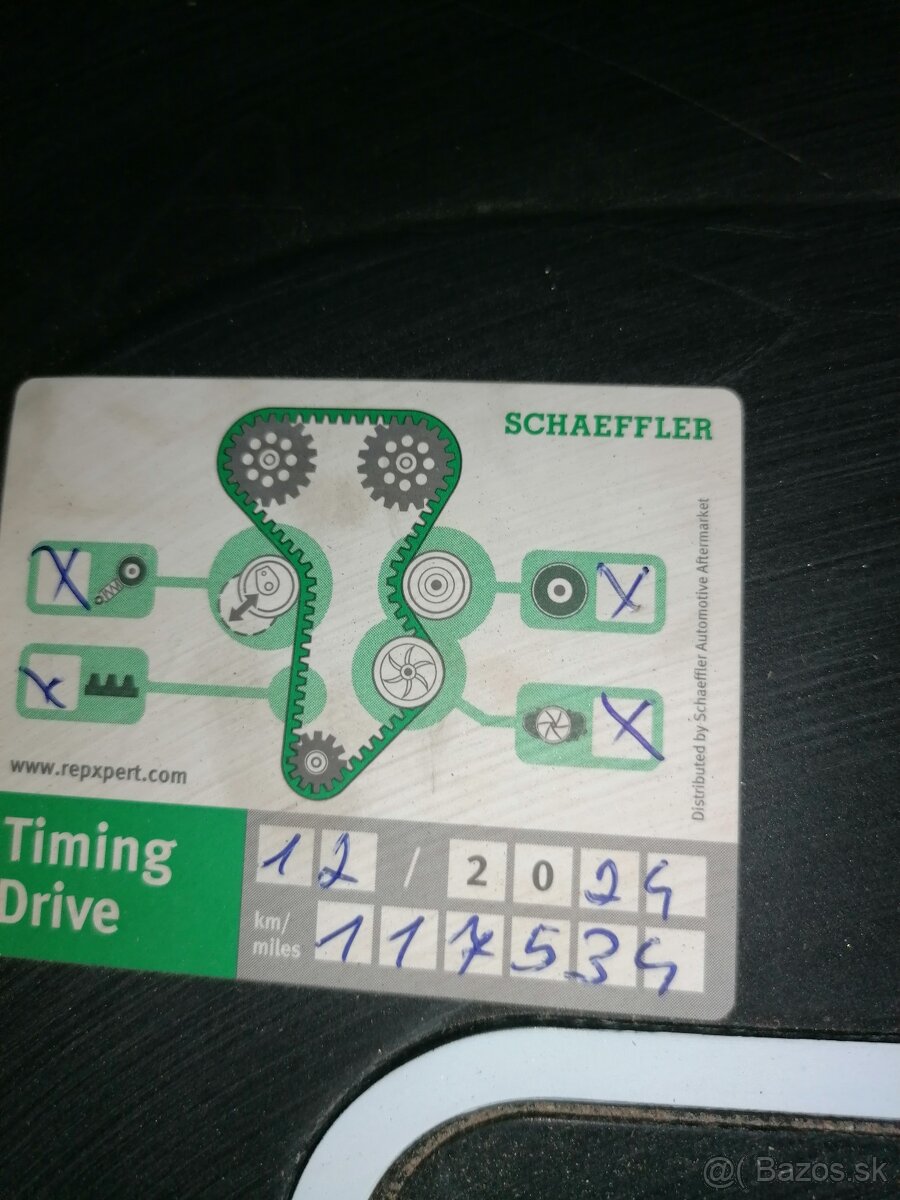 SCHAEFFLER
X
X
X
X
Distributed by Schaeffler Automotive Aftermarket
www.repxpert.com
Timing
Drive
12 / 2024
km/
miles
117534
@( Bazos.sk